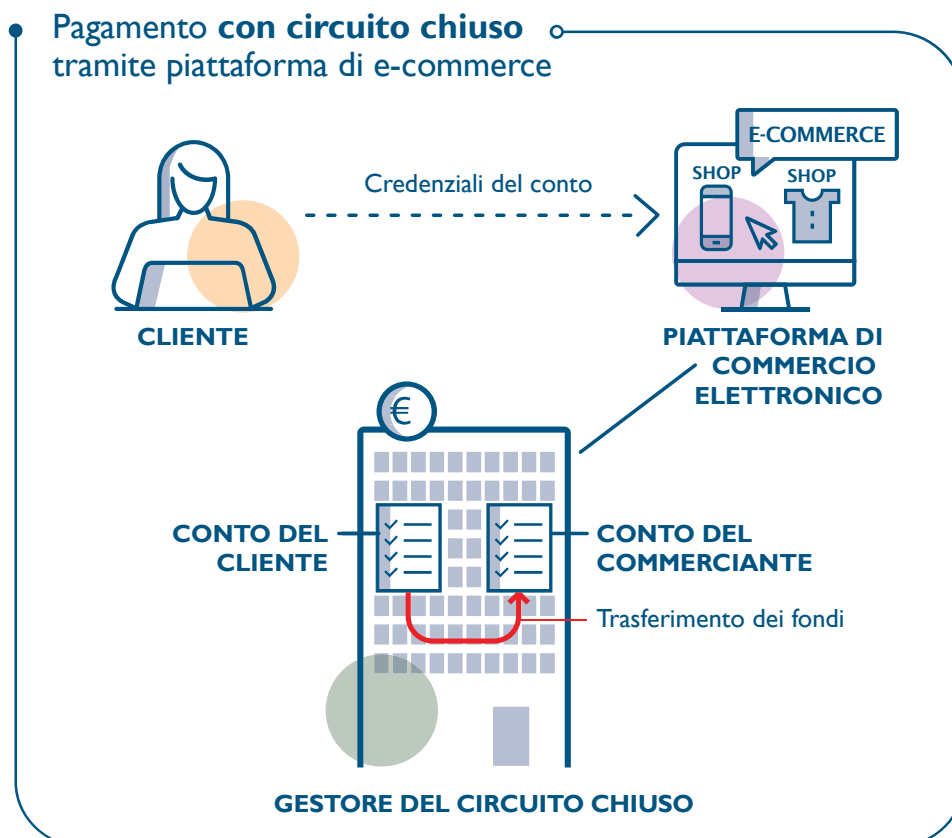 Pagamento con circuito chiuso
tramite piattaforma di e-commerce
E-COMMERCE
SHOP
SHOP
Credenziali del conto
CLIENTE
PIATTAFORMA DI
COMMERCIO
ELETTRONICO
€
CONTO DEL
CLIENTE
CONTO DEL
COMMERCIANTE
Trasferimento dei fondi
GESTORE DEL CIRCUITO CHIUSO